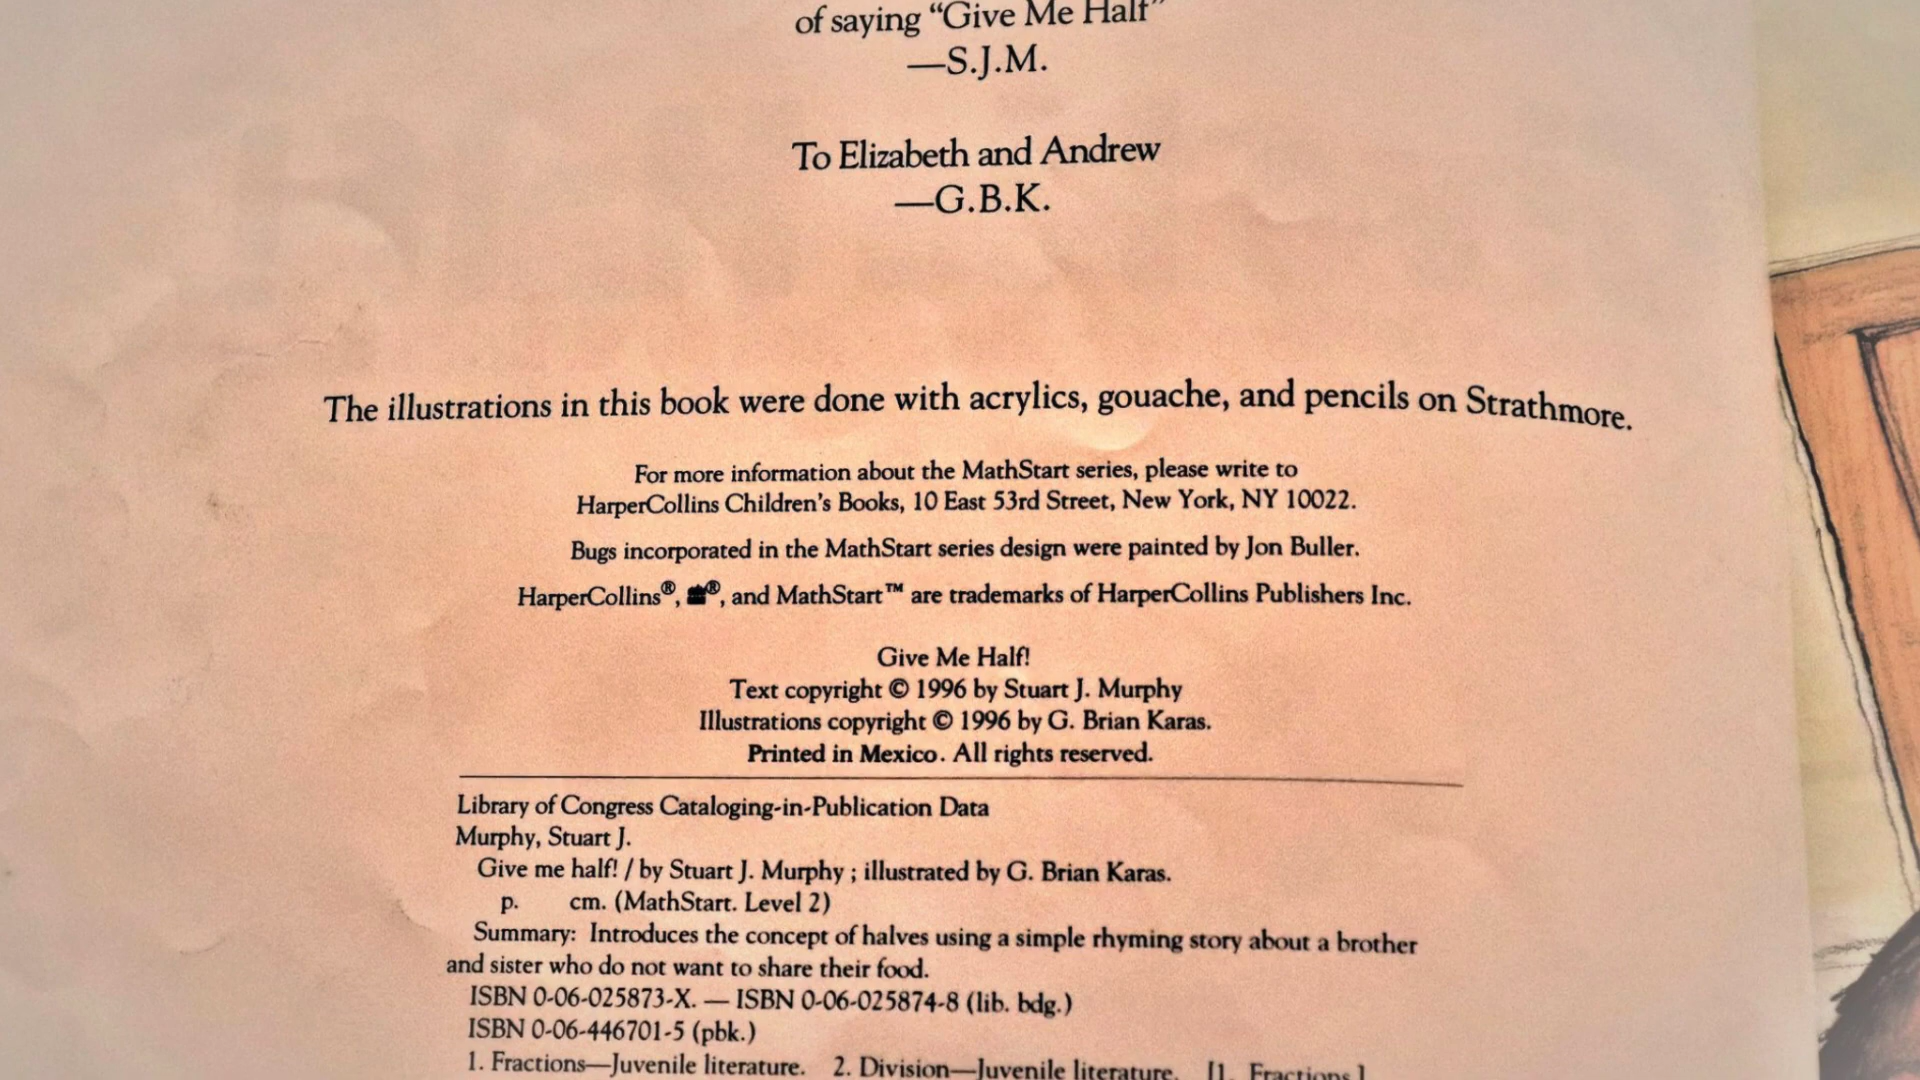 of saying “Give Me Half”
—S.J.M.
To Elizabeth and Andrew
—G.B.K.
The illustrations in this book were done with acrylics, gouache, and pencils on Strathmore.
For more information about the MathStart series, please write to
HarperCollins Children's Books, 10 East 53rd Street, New York, NY 10022.
Bugs incorporated in the MathStart series design were painted by Jon Buller.
HarperCollins®, ®, and MathStart™ are trademarks of HarperCollins Publishers Inc.
Give Me Half!
Text copyright © 1996 by Stuart J. Murphy
Illustrations copyright © 1996 by G. Brian Karas.
Printed in Mexico. All rights reserved.
Library of Congress Cataloging-in-Publication Data
Murphy, Stuart J.
Give me half! / by Stuart J. Murphy ; illustrated by G. Brian Karas.
p. cm. (MathStart. Level 2)
Summary: Introduces the concept of halves using a simple rhyming story about a brother
and sister who do not want to share their food.
ISBN 0-06-025873-X. — ISBN 0-06-025874-8 (lib. bdg.)
ISBN 0-06-446701-5 (pbk.)
1. Fractions—Juvenile literature. 2. Division—Juvenile literature. [1. Fractions.]